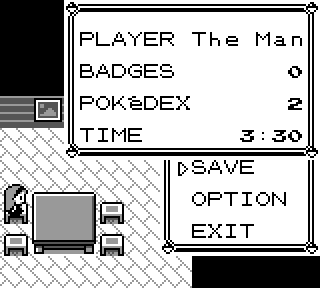 PLAYER The Man
BADGES 0
POKéDEX 2
TIME 3:30
▷SAVE
OPTION
EXIT